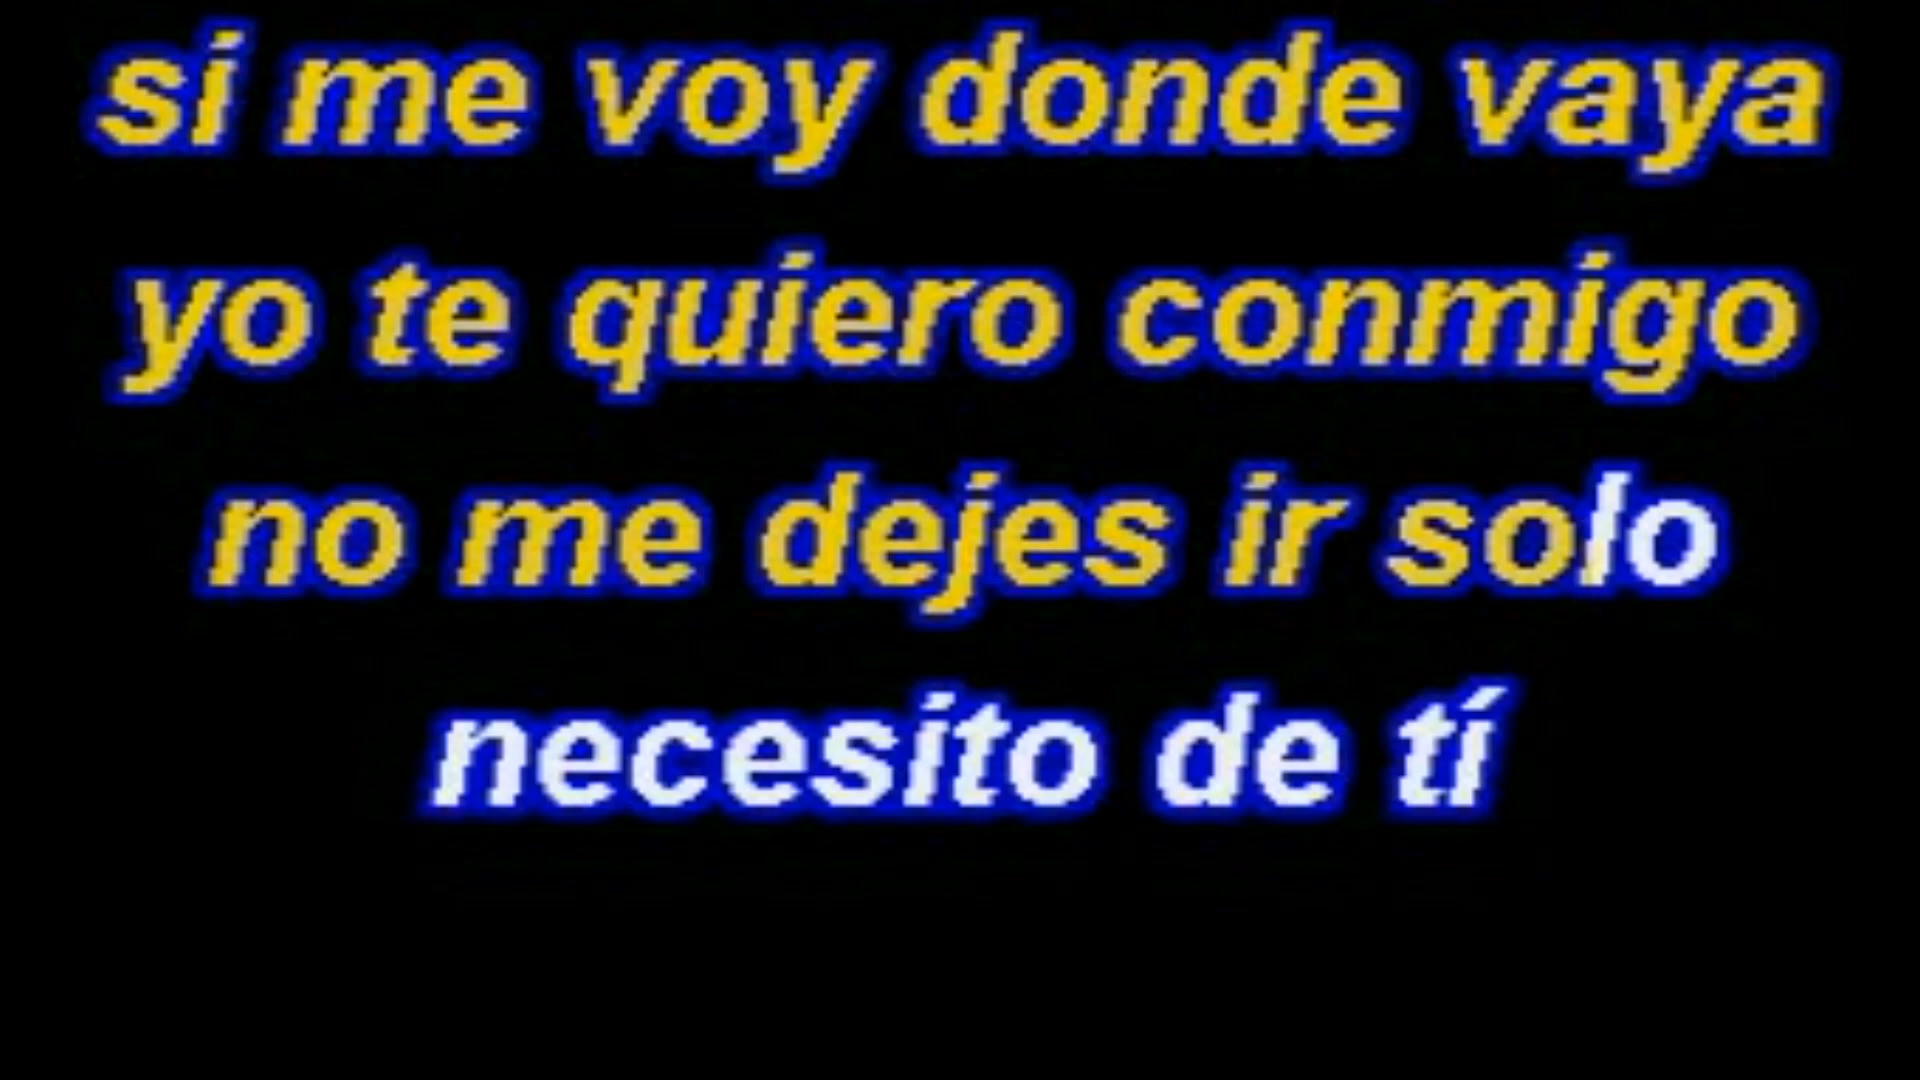 si me voy donde vaya
yo te quiero conmigo
no me dejes ir solo
necesito de tí